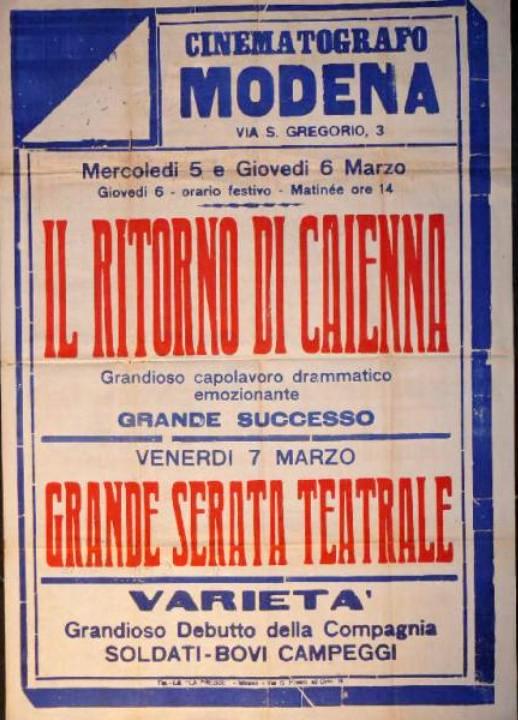 CINEMATOGRAFO
MODENA
VIA S. GREGORIO, 3
Mercoledì 5 e Giovedì 6 Marzo
Giovedì 6 - orario festivo - Matinée ore 14
IL RITORNO DI CAIENNA
Grandioso capolavoro drammatico
emozionante
GRANDE SUCCESSO
VENERDI 7 MARZO
GRANDE SERATA TEATRALE
VARIETA'
Grandioso Debutto della Compagnia
SOLDATI-BOVI CAMPEGGI